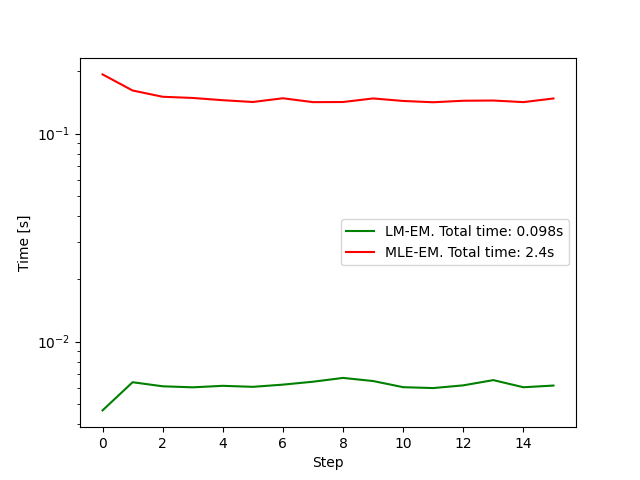 10⁻¹
10⁻²
Time [s]
LM-EM. Total time: 0.098s
MLE-EM. Total time: 2.4s
0 2 4 6 8 10 12 14
Step